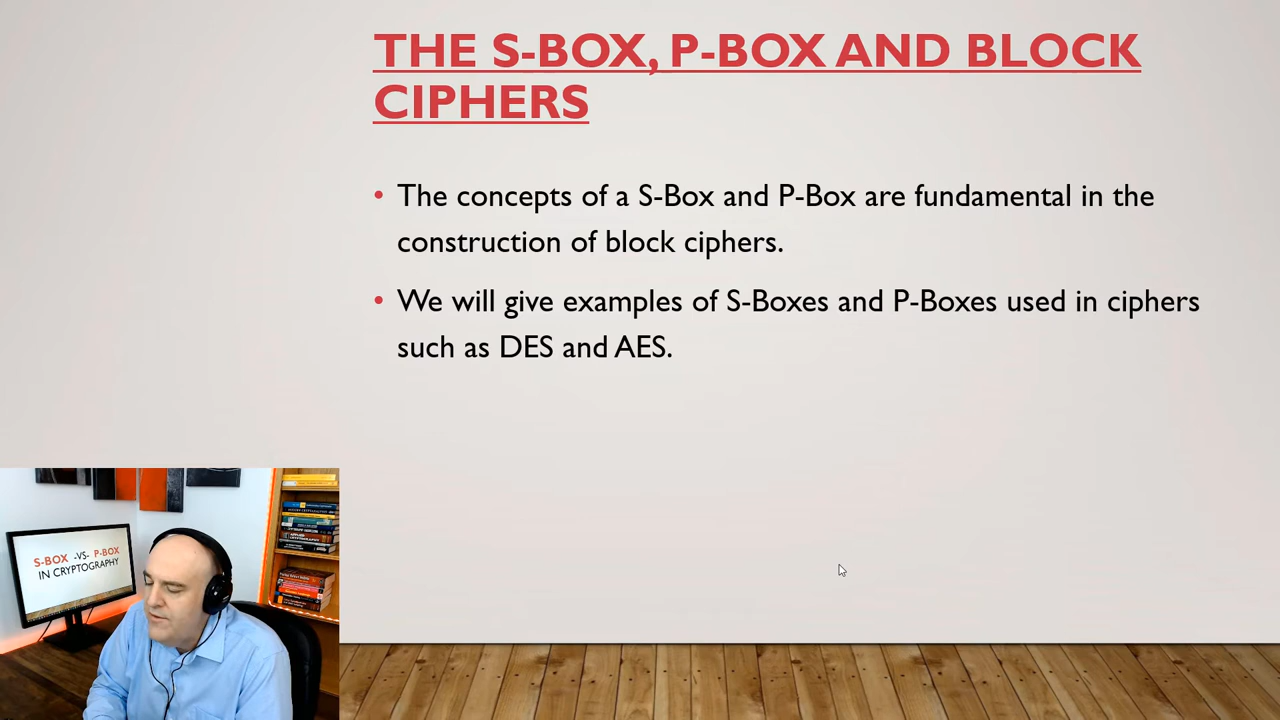 THE S-BOX, P-BOX AND BLOCK
CIPHERS
• The concepts of a S-Box and P-Box are fundamental in the
construction of block ciphers.
• We will give examples of S-Boxes and P-Boxes used in ciphers
such as DES and AES.
S-BOX -VS- P-BOX
IN CRYPTOGRAPHY